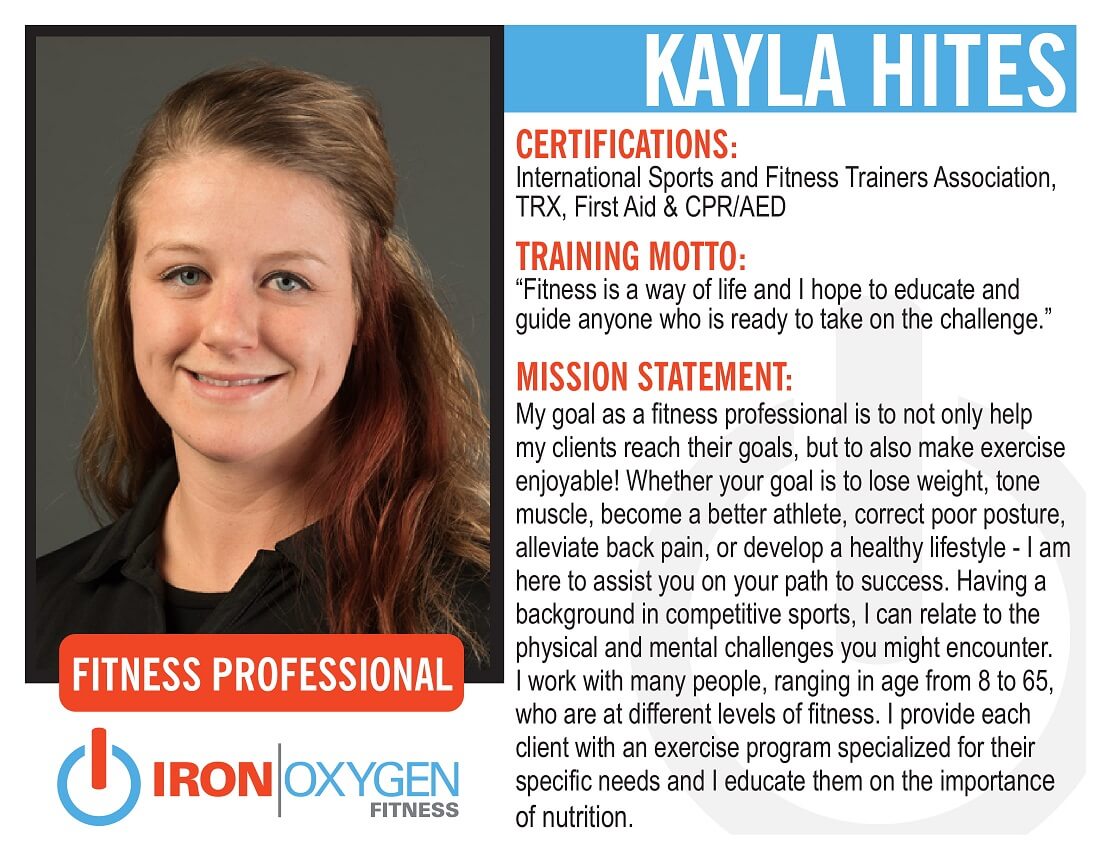 KAYLA HITES
CERTIFICATIONS:
International Sports and Fitness Trainers Association,
TRX, First Aid & CPR/AED
TRAINING MOTTO:
“Fitness is a way of life and I hope to educate and
guide anyone who is ready to take on the challenge.”
MISSION STATEMENT:
My goal as a fitness professional is to not only help
my clients reach their goals, but to also make exercise
enjoyable! Whether your goal is to lose weight, tone
muscle, become a better athlete, correct poor posture,
alleviate back pain, or develop a healthy lifestyle - I am
here to assist you on your path to success. Having a
background in competitive sports, I can relate to the
physical and mental challenges you might encounter.
I work with many people, ranging in age from 8 to 65,
who are at different levels of fitness. I provide each
client with an exercise program specialized for their
specific needs and I educate them on the importance
of nutrition.
FITNESS PROFESSIONAL
IRON OXYGEN
FITNESS